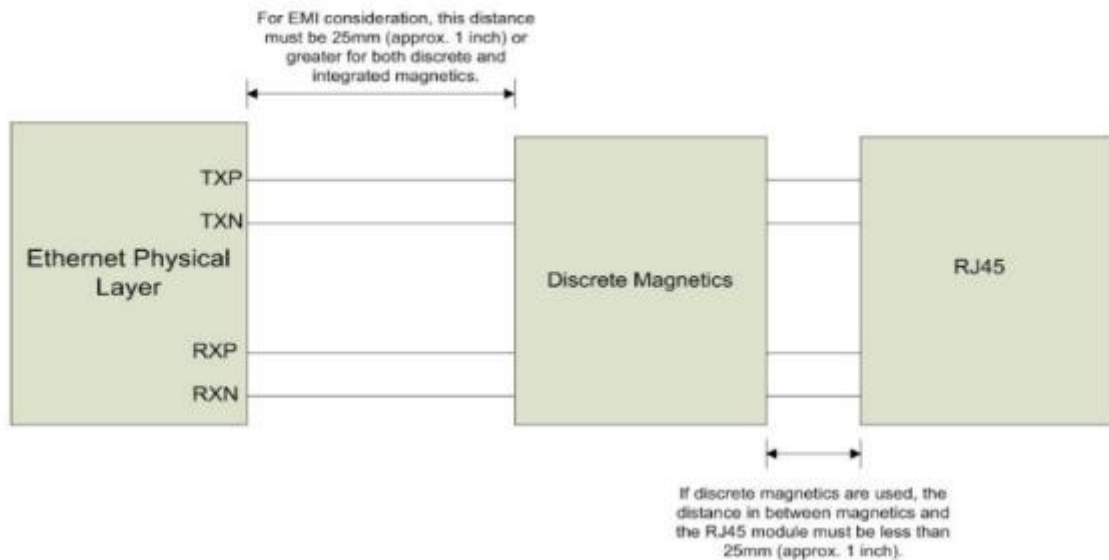 For EMI consideration, this distance
must be 25mm (approx. 1 inch) or
greater for both discrete and
integrated magnetics.
TXP
TXN
Ethernet Physical
Layer
RXP
RXN
Discrete Magnetics
RJ45
If discrete magnetics are used, the
distance in between magnetics and
the RJ45 module must be less than
25mm (approx. 1 inch).